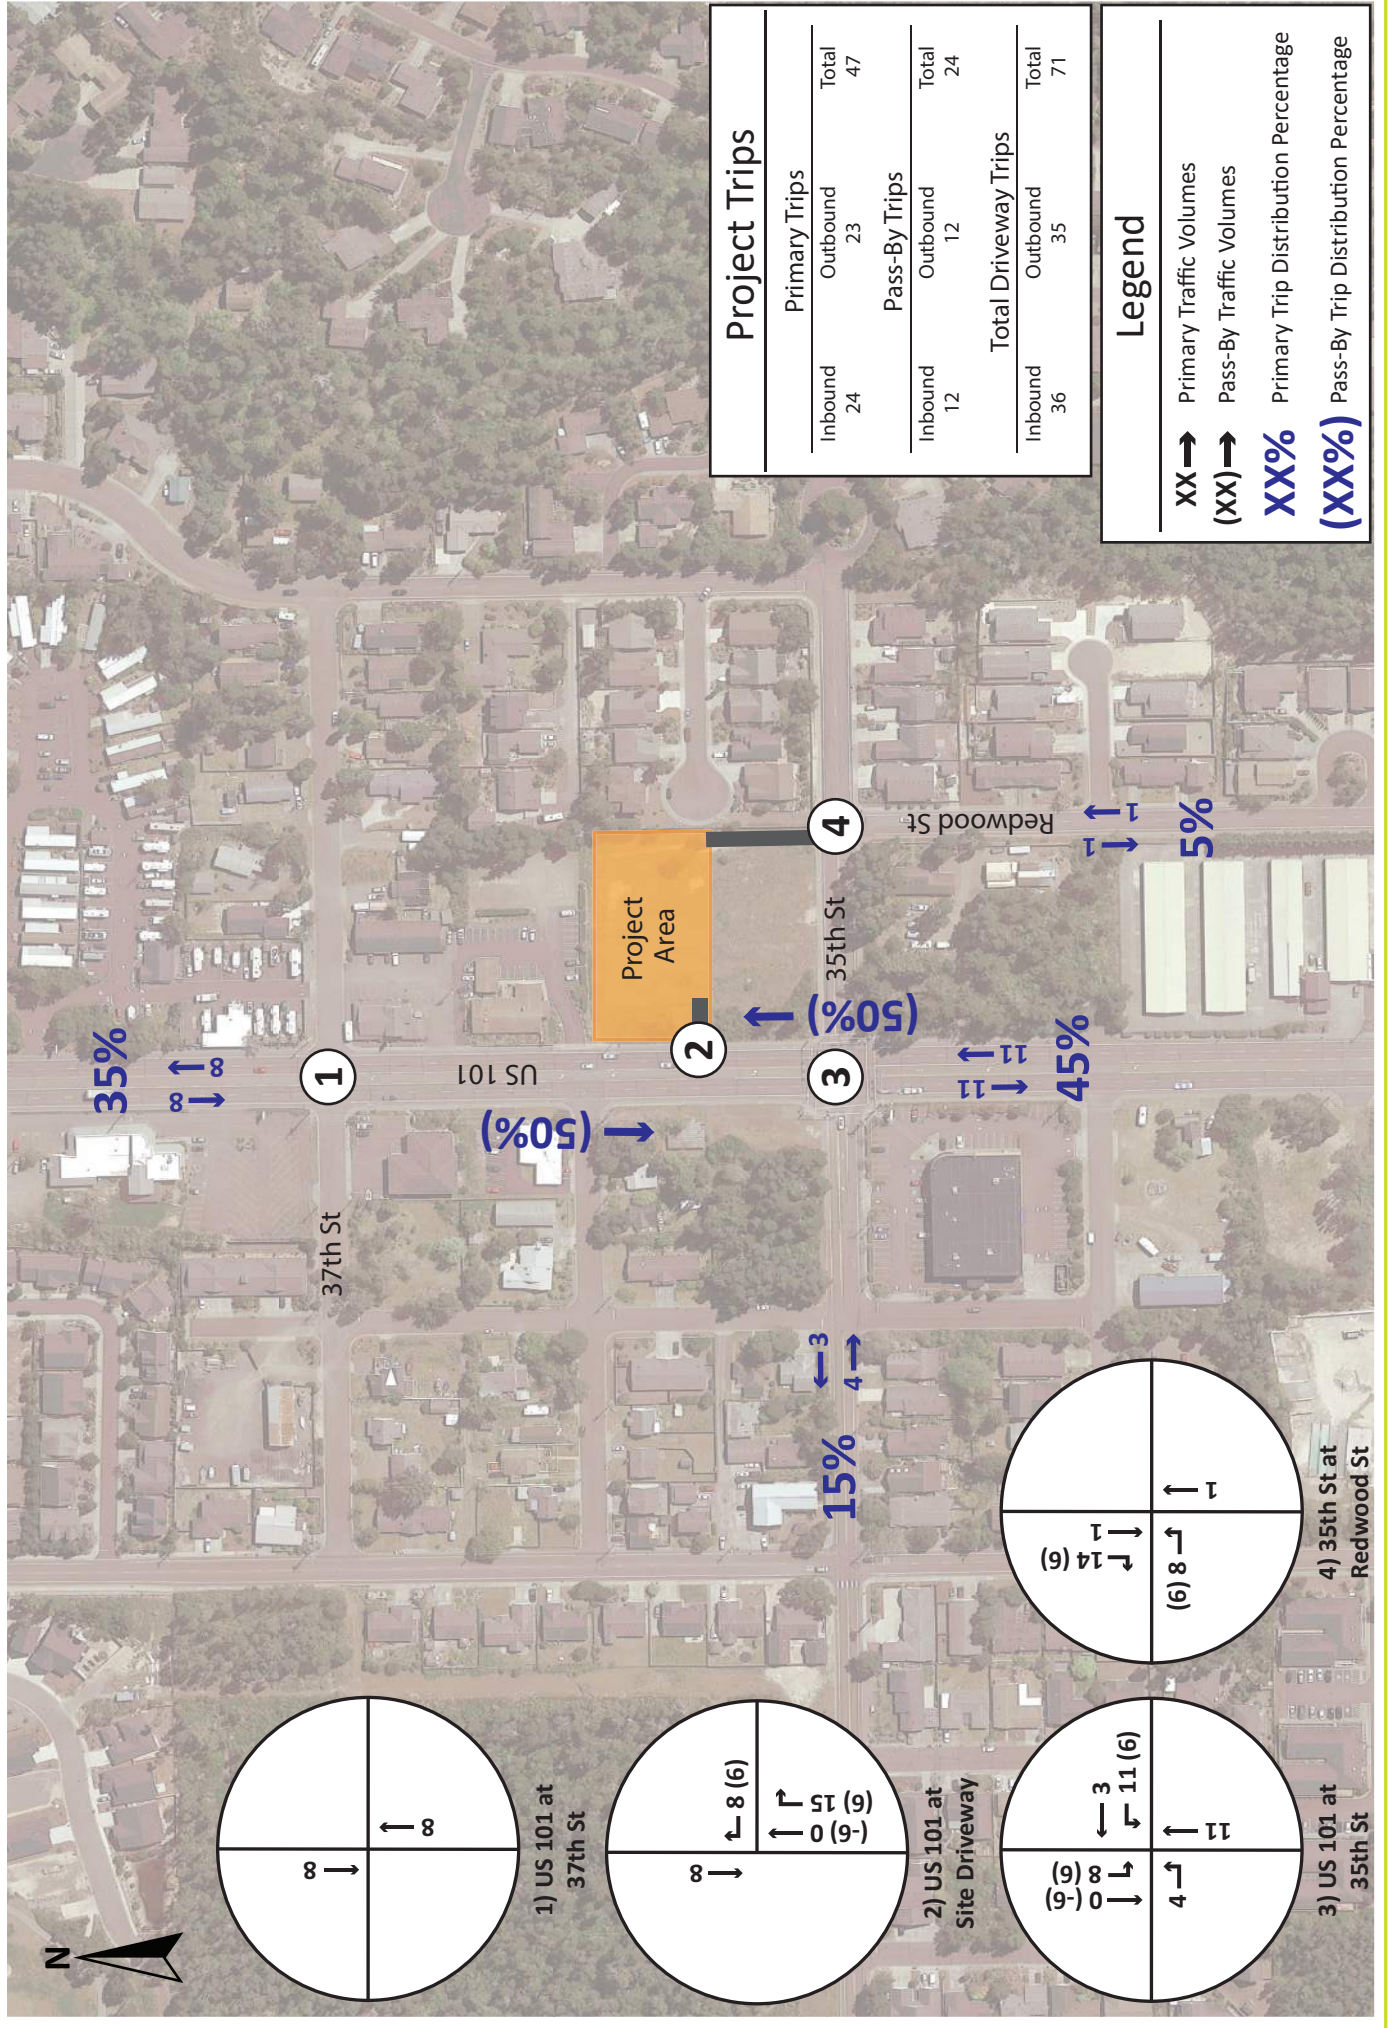 N
35%
8
8
1
37th St
US 101
(50%)
Project
Area
2
(50%)
3
4
35th St
Redwood St
15%
3
4
11
11
45%
1
1
5%
8
8
1) US 101 at
37th St
8
8 (6)
0 (-6)
15 (6)
2) US 101 at
Site Driveway
0 (-6)
8 (6)
3
11 (6)
4
11
3) US 101 at
35th St
14 (6)
1
(6) 8
1
4) 35th St at
Redwood St
Project Trips
Primary Trips
Inbound Outbound Total
24 23 47
Pass-By Trips
Inbound Outbound Total
12 12 24
Total Driveway Trips
Inbound Outbound Total
36 35 71
Legend
XX Primary Traffic Volumes
(XX) Pass-By Traffic Volumes
XX% Primary Trip Distribution Percentage
(XX%) Pass-By Trip Distribution Percentage